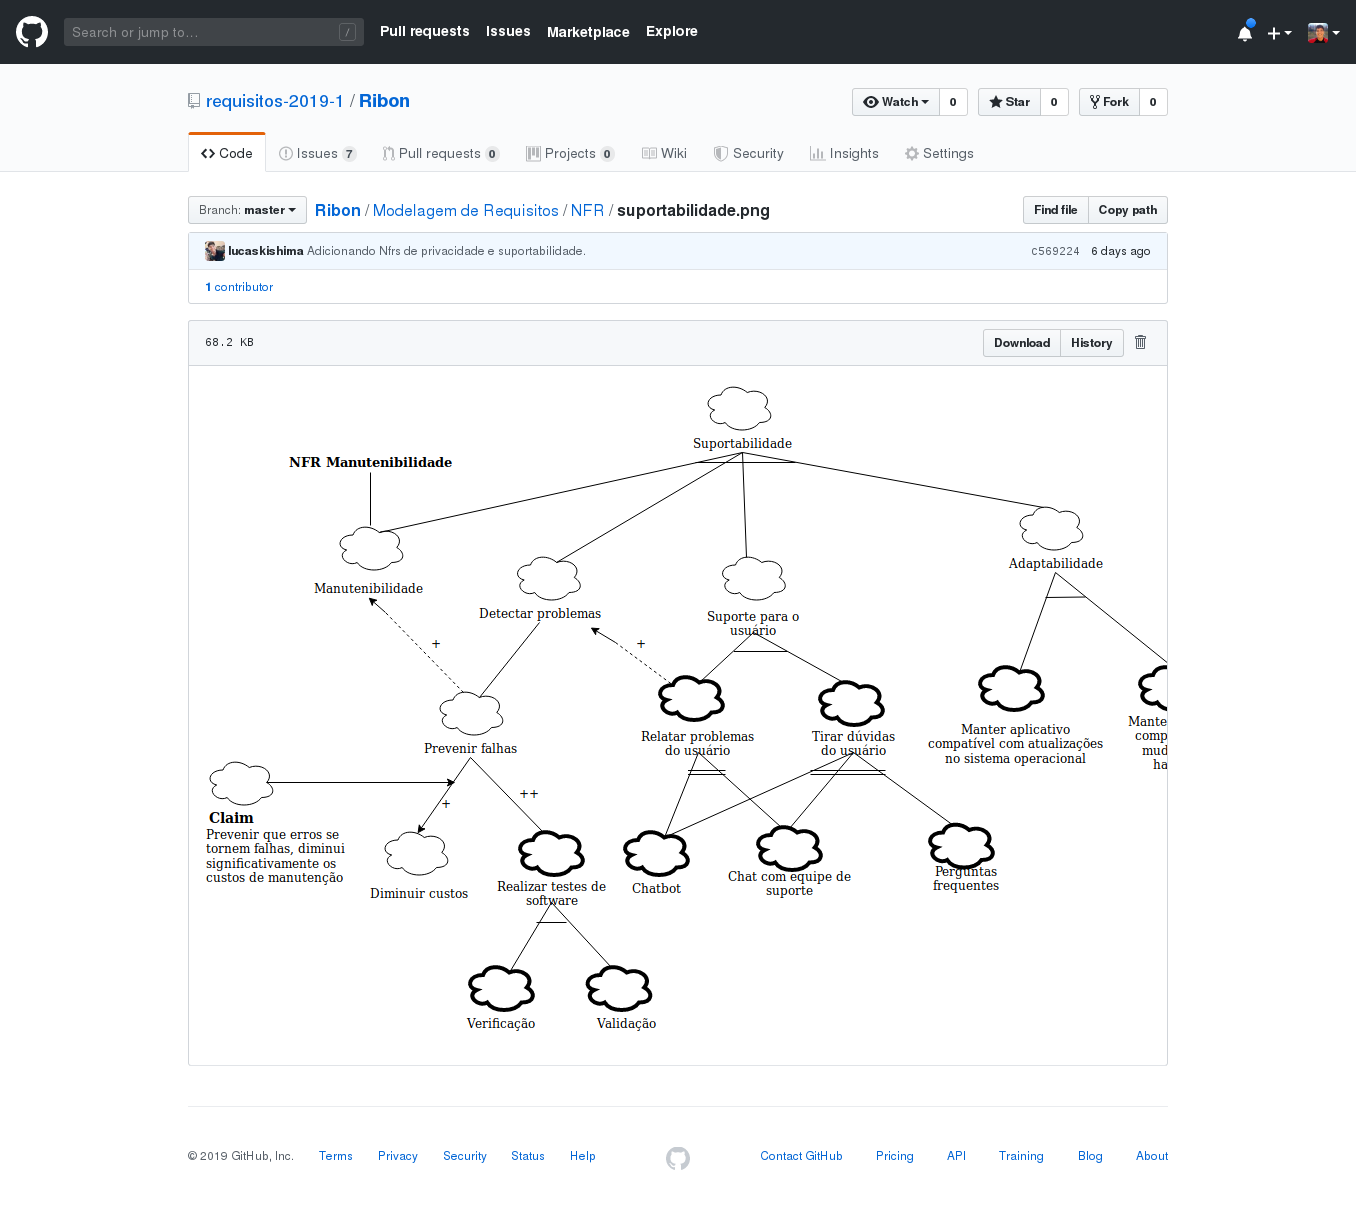 Search or jump to…
/
Pull requests Issues Marketplace Explore
requisitos-2019-1 / Ribon
Watch 0 Star 0 Fork 0
Code Issues 7 Pull requests 0 Projects 0 Wiki Security Insights Settings
Branch: master
Ribon / Modelagem de Requisitos / NFR / suportabilidade.png
Find file Copy path
lucaskishima Adicionando Nfrs de privacidade e suportabilidade.
c569224 6 days ago
1 contributor
68.2 KB
Download History
Suportabilidade
NFR Manutenibilidade
Adaptabilidade
Manutenibilidade
Detectar problemas
Suporte para o
usuário
+
+
Manter aplicativo
compatível com atualizações
no sistema operacional
Mante
comp
mud
ha
Relatar problemas
do usuário
Tirar dúvidas
do usuário
Prevenir falhas
++
+
Claim
Prevenir que erros se
tornem falhas, diminui
significativamente os
custos de manutenção
Diminuir custos
Realizar testes de
software
Chatbot
Chat com equipe de
suporte
Perguntas
frequentes
Verificação
Validação
© 2019 GitHub, Inc. Terms Privacy Security Status Help
Contact GitHub Pricing API Training Blog About